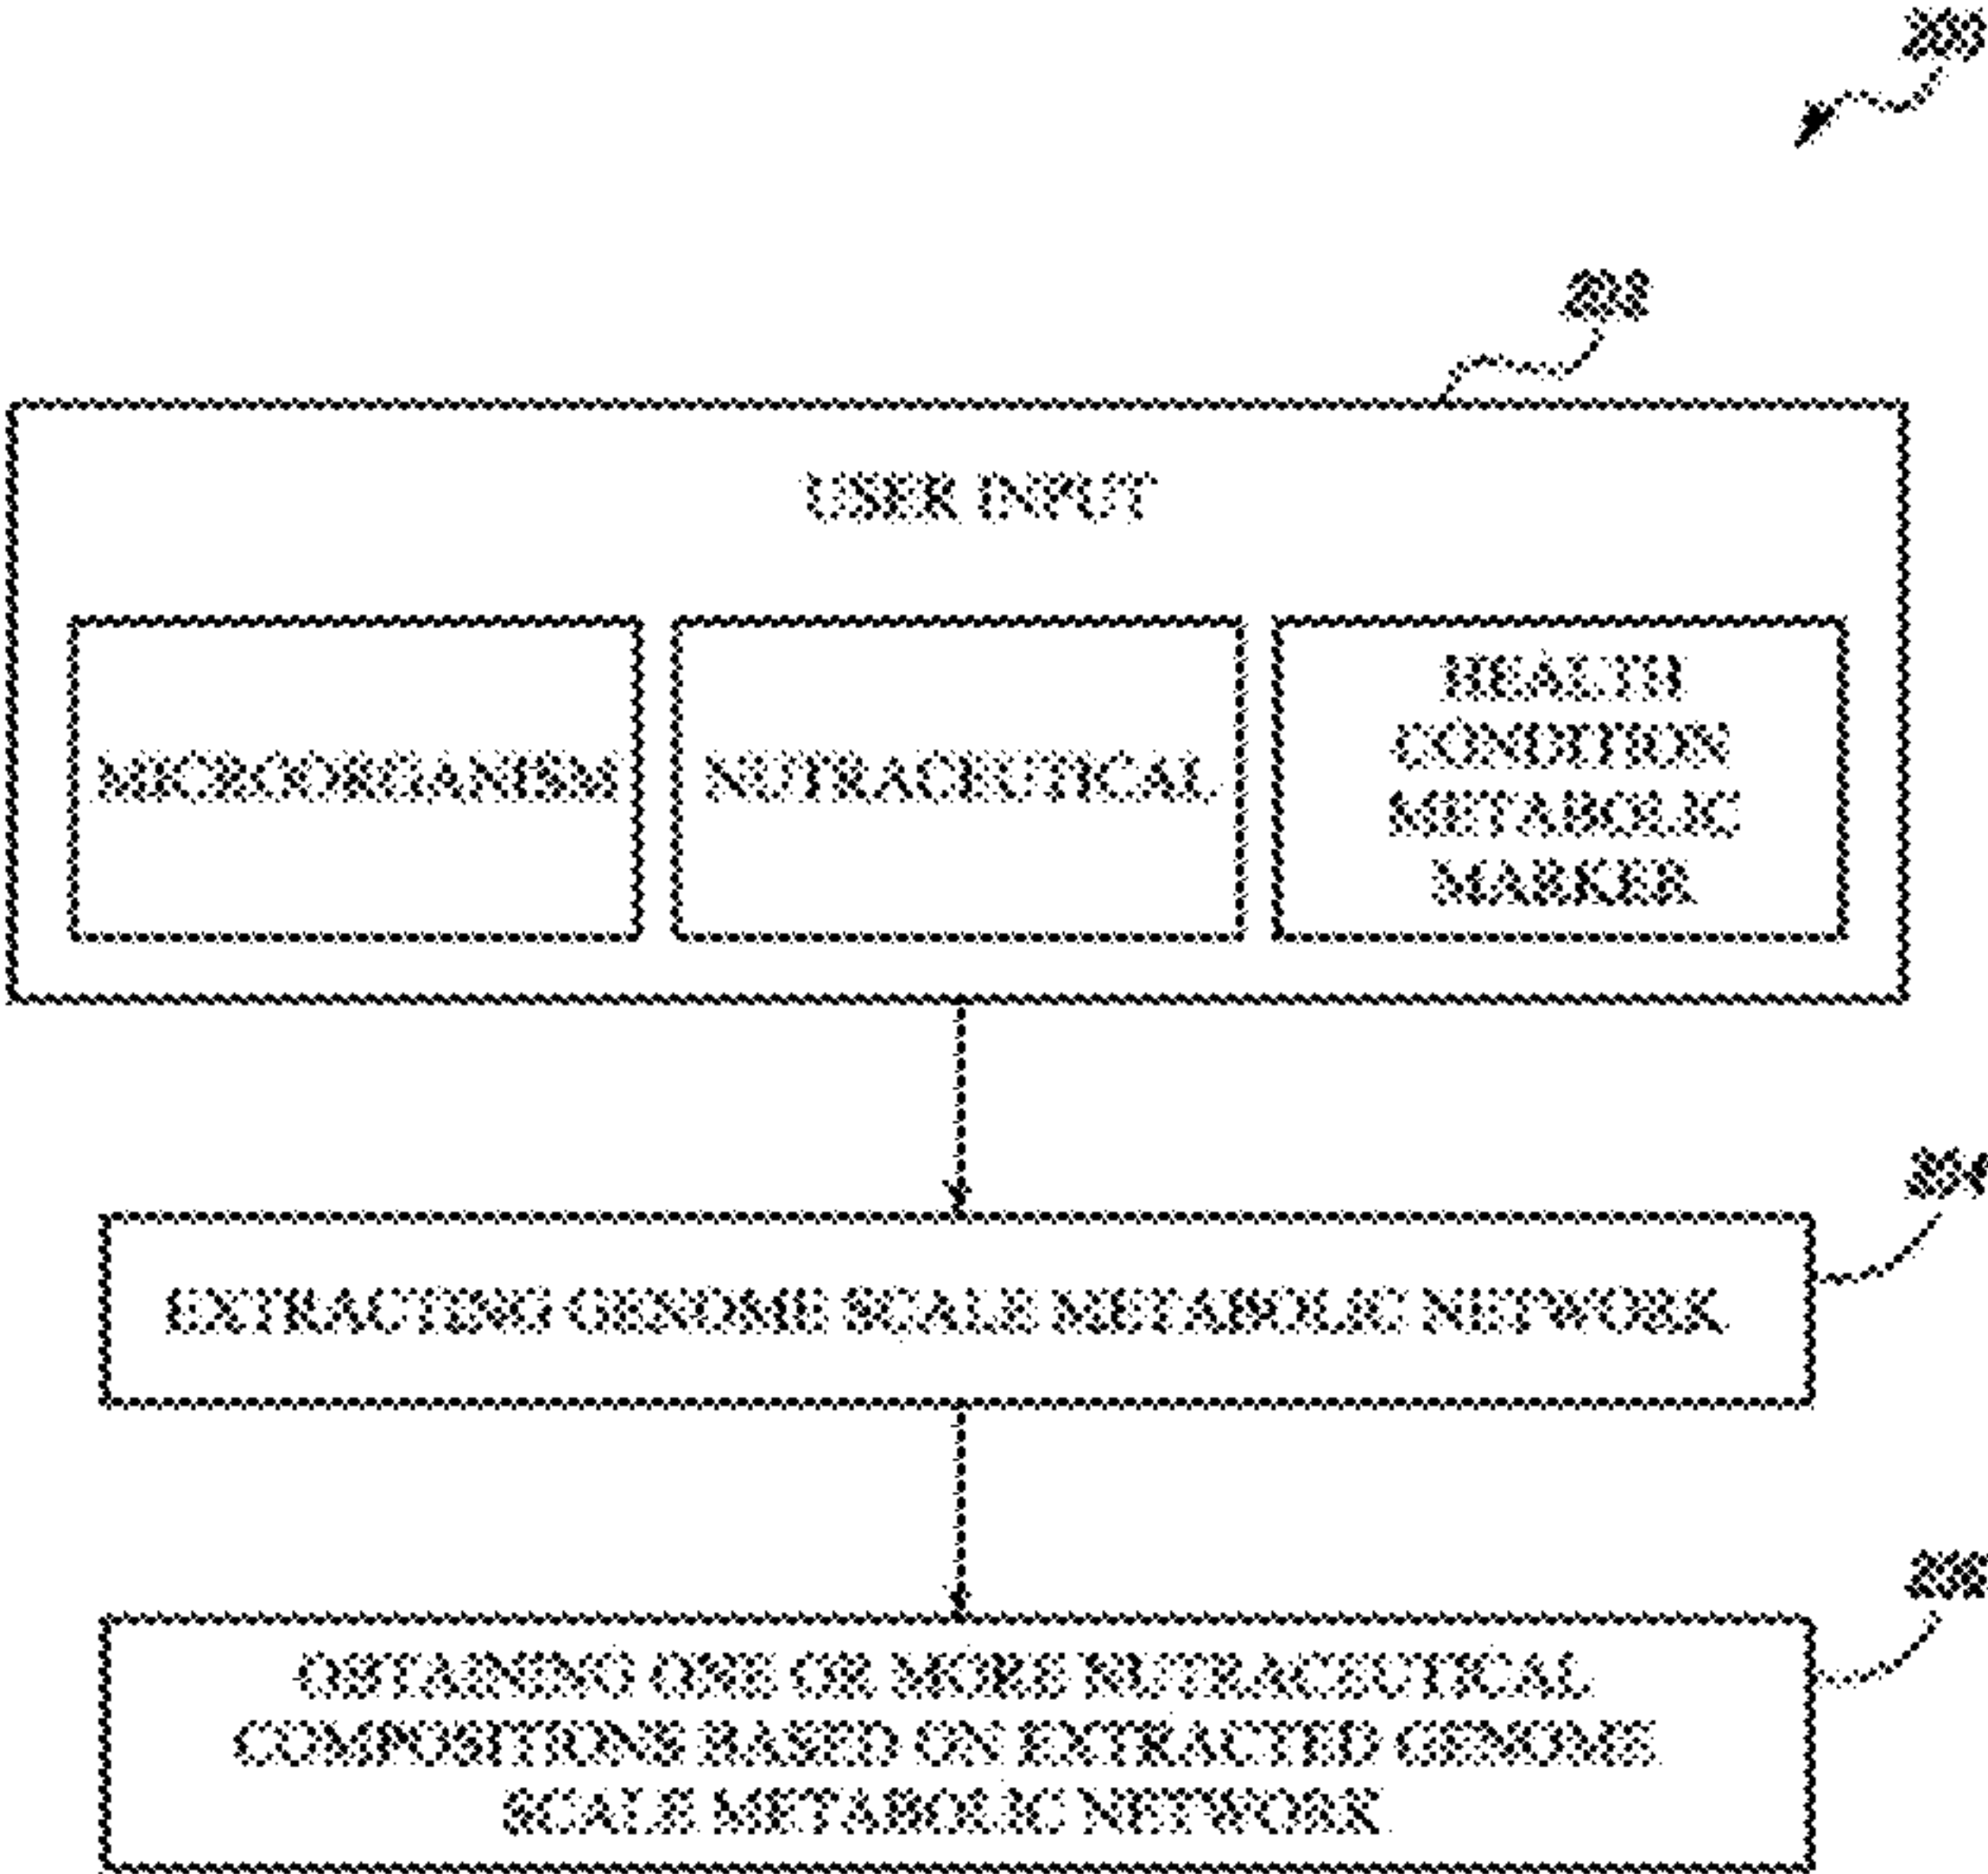 USER INPUT
MICROORGANISM
NUTRACEUTICAL
HEALTH
CONDITION
METABOLIC
MARKER
EXTRACTING GENOME SCALE METABOLIC NETWORK
OBTAINING ONE OR MORE NUTRACEUTICAL
COMPOSITIONS BASED ON EXTRACTED GENOME
SCALE METABOLIC NETWORK